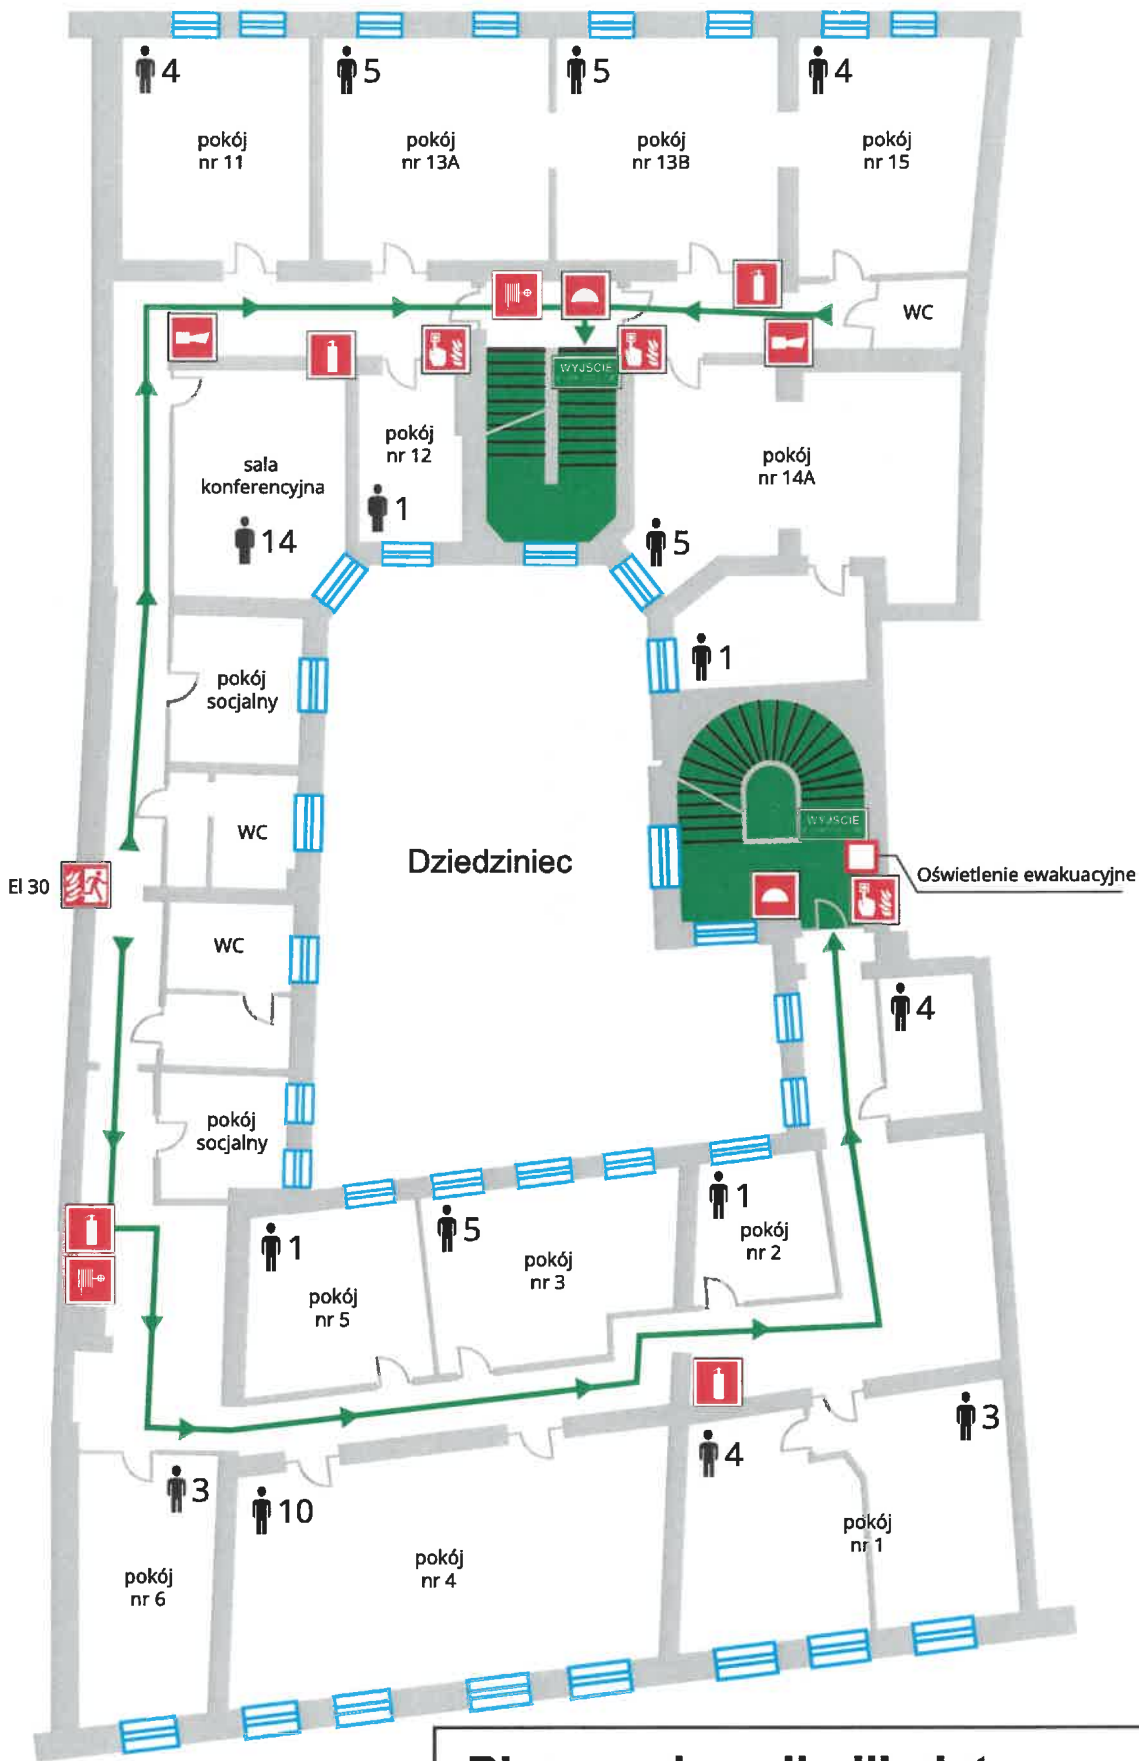 4
5
5
4
pokój
nr 11
pokój
nr 13A
pokój
nr 13B
pokój
nr 15
WC
WYJŚCIE
pokój
nr 12
1
sala
konferencyjna
14
pokój
nr 14A
5
1
pokój
socjalny
WC
Dziedziniec
WYJŚCIE
EI 30
Oświetlenie ewakuacyjne
WC
4
pokój
socjalny
1
5
1
pokój
nr 2
pokój
nr 3
pokój
nr 5
3
4
3
10
pokój
nr 1
pokój
nr 4
pokój
nr 6